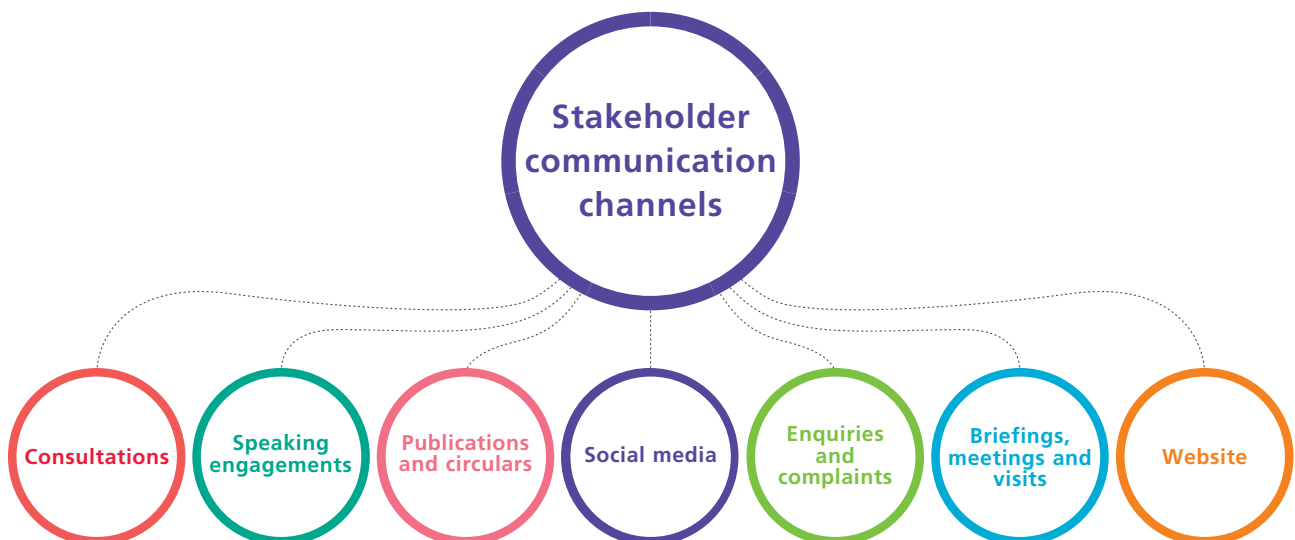 Stakeholder
communication
channels
Consultations
Speaking
engagements
Publications
and circulars
Social media
Enquiries
and
complaints
Briefings,
meetings and
visits
Website